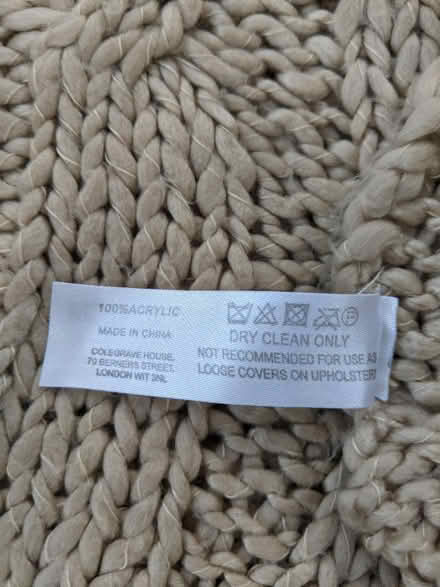 100%ACRYLIC
MADE IN CHINA
COLEGRAVE HOUSE,
70 BERNERS STREET,
LONDON W1T 3NL
DRY CLEAN ONLY
NOT RECOMMENDED FOR USE AS
LOOSE COVERS ON UPHOLSTERY